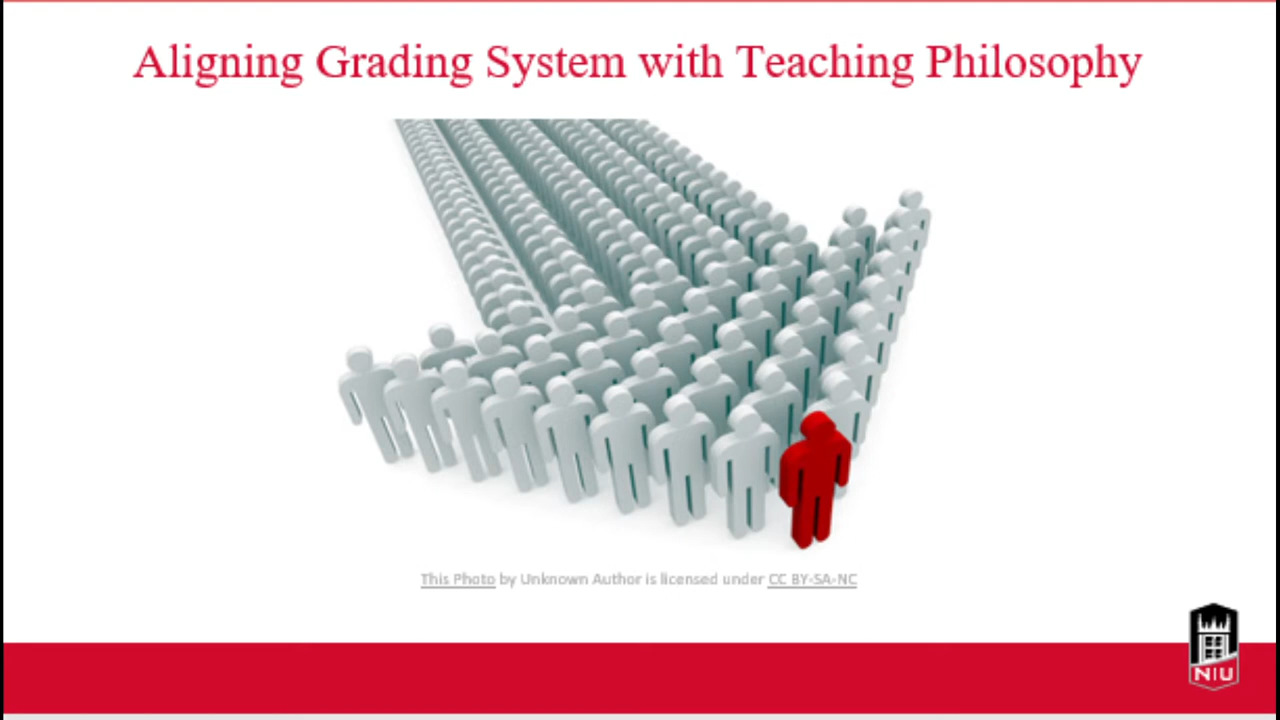 Aligning Grading System with Teaching Philosophy
This Photo by Unknown Author is licensed under CC BY-SA-NC
NIU